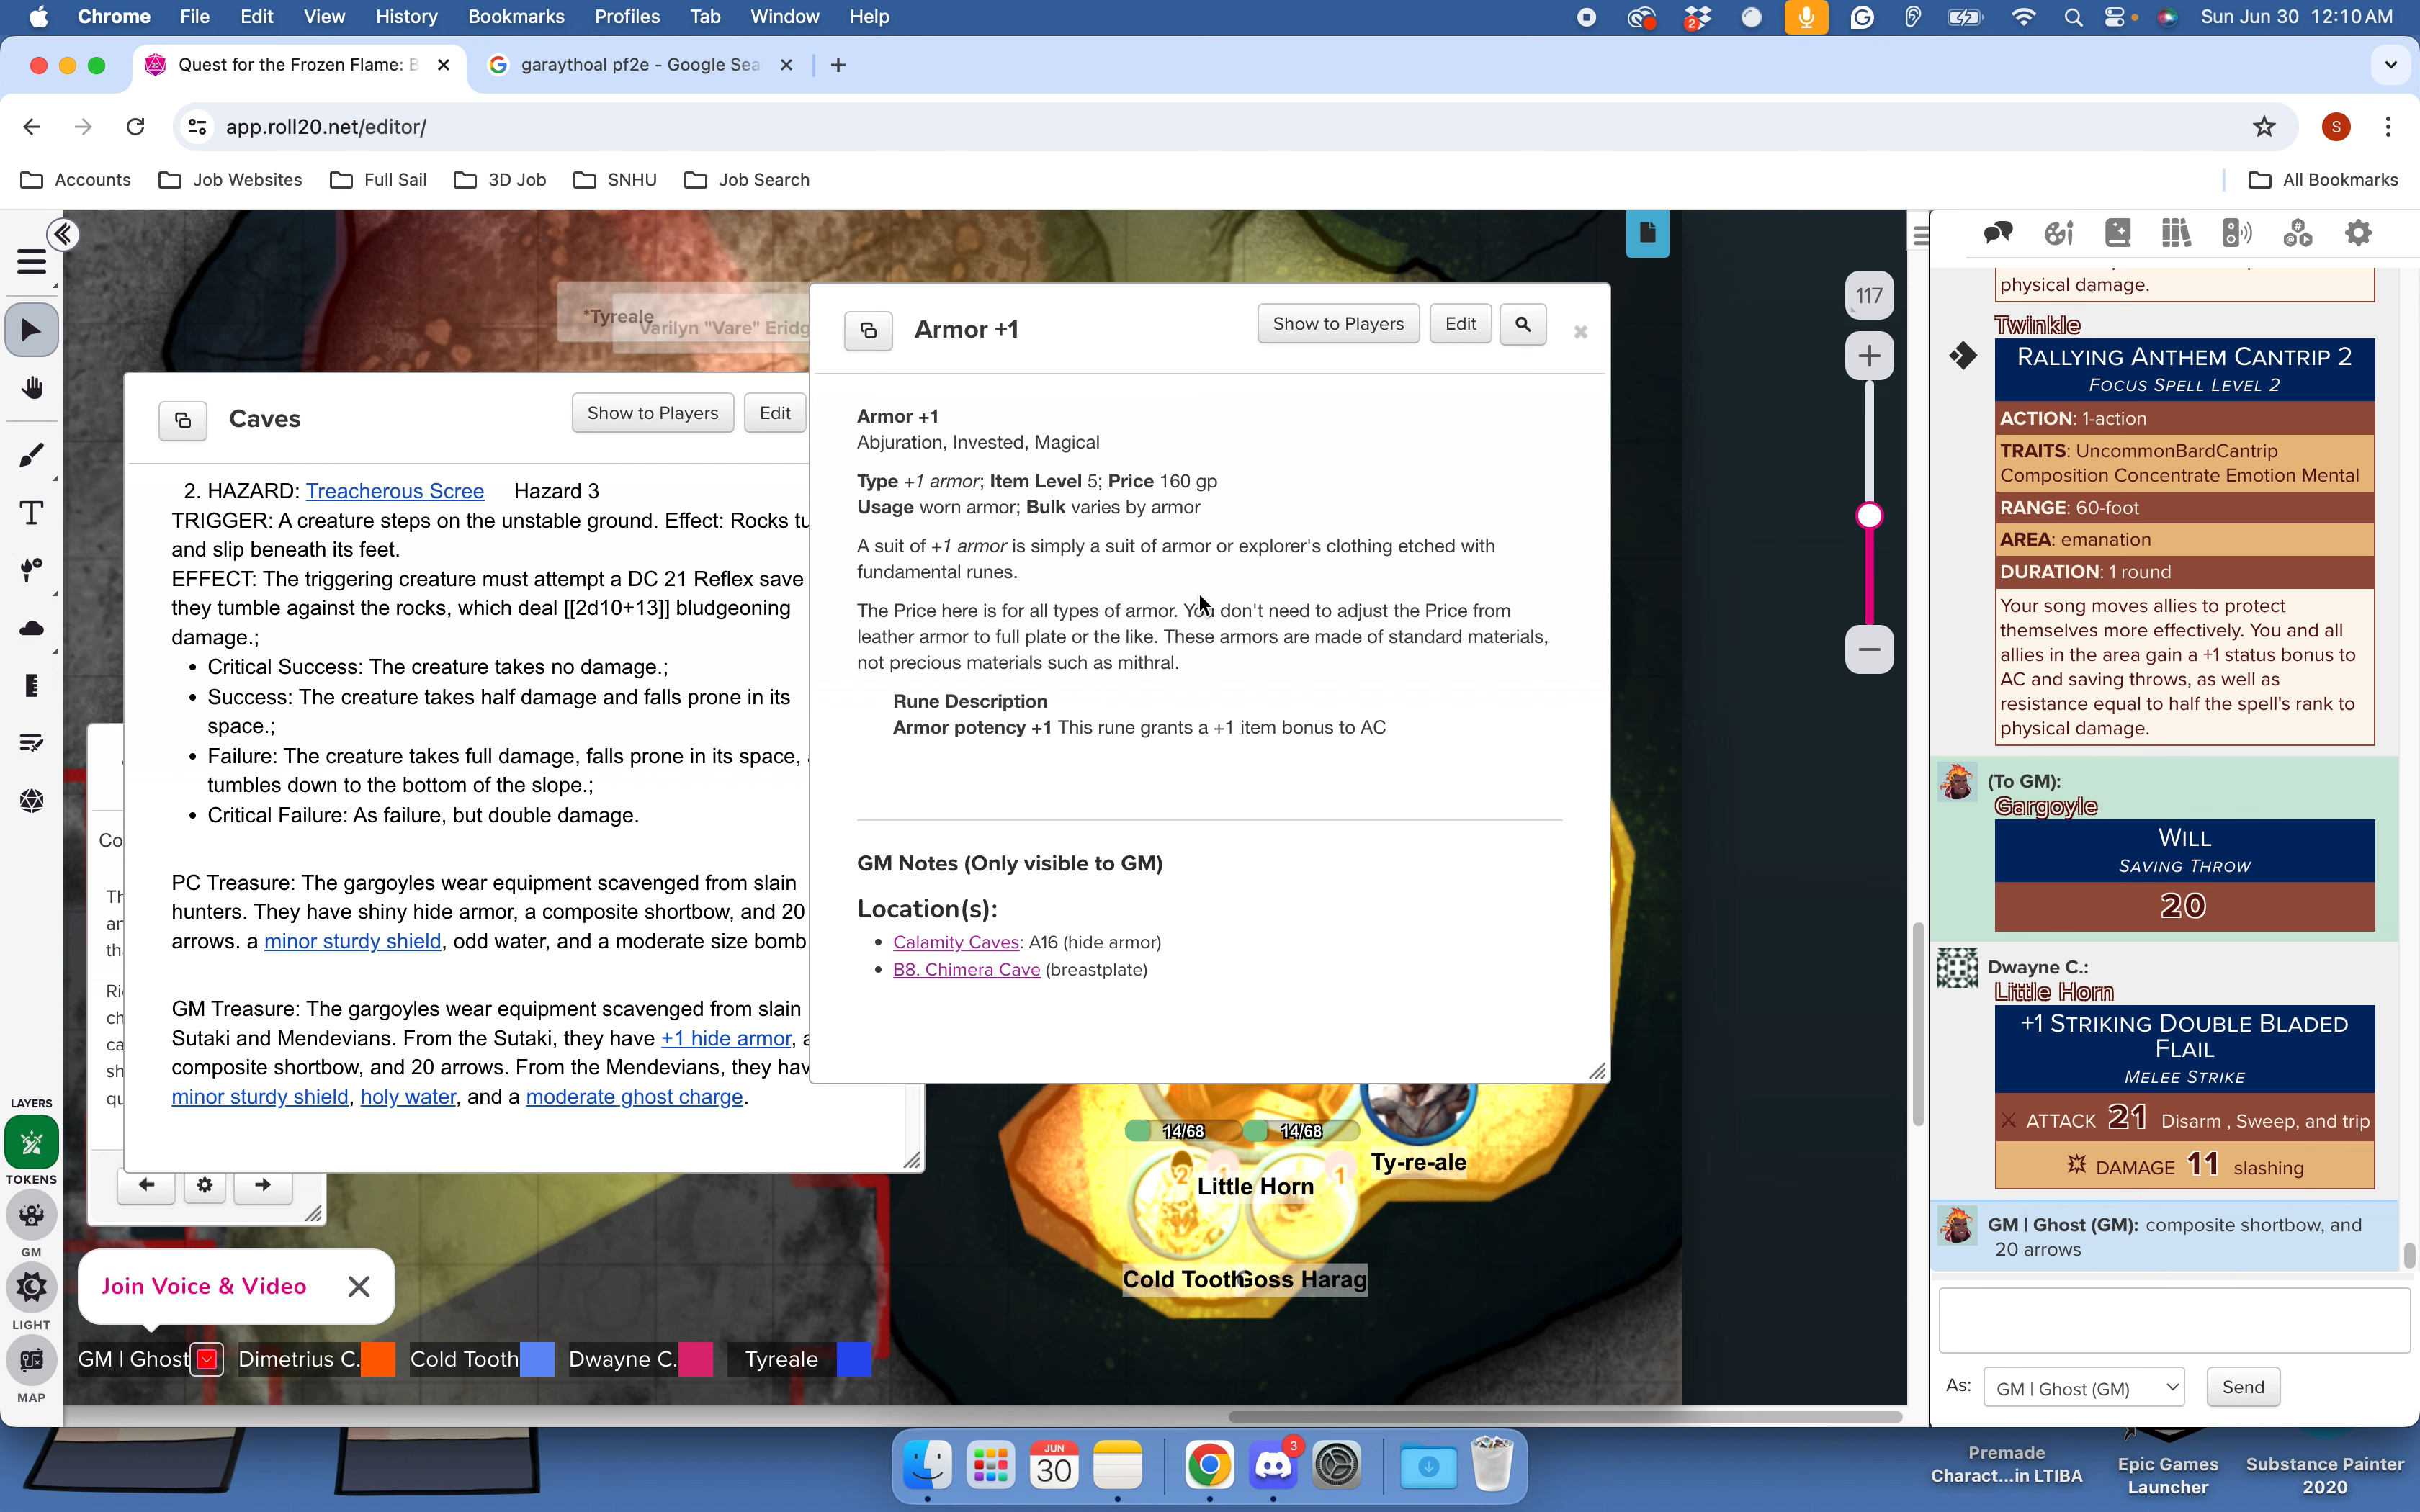 Chrome File Edit View History Bookmarks Profiles Tab Window Help
2
Sun Jun 30 12:10 AM
Quest for the Frozen Flame: B
garaythoal pf2e - Google Sea
app.roll20.net/editor/
S
Accounts
Job Websites
Full Sail
3D Job
SNHU
Job Search
All Bookmarks
*Tyreale
Varilyn "Vare" Eridg
117
Caves
Show to Players
Edit
2. HAZARD: Treacherous Scree Hazard 3
TRIGGER: A creature steps on the unstable ground. Effect: Rocks tu
and slip beneath its feet.
EFFECT: The triggering creature must attempt a DC 21 Reflex save
they tumble against the rocks, which deal [[2d10+13]] bludgeoning
damage.;
• Critical Success: The creature takes no damage.;
• Success: The creature takes half damage and falls prone in its
space.;
• Failure: The creature takes full damage, falls prone in its space,
tumbles down to the bottom of the slope.;
• Critical Failure: As failure, but double damage.
PC Treasure: The gargoyles wear equipment scavenged from slain
hunters. They have shiny hide armor, a composite shortbow, and 20
arrows. a minor sturdy shield, odd water, and a moderate size bomb
GM Treasure: The gargoyles wear equipment scavenged from slain
Sutaki and Mendevians. From the Sutaki, they have +1 hide armor, a
composite shortbow, and 20 arrows. From the Mendevians, they hav
minor sturdy shield, holy water, and a moderate ghost charge.
Co
Th
ar
th
Ri
ch
ca
sh
qu
Armor +1
Show to Players
Edit
Armor +1
Abjuration, Invested, Magical
Type +1 armor; Item Level 5; Price 160 gp
Usage worn armor; Bulk varies by armor
A suit of +1 armor is simply a suit of armor or explorer's clothing etched with
fundamental runes.
The Price here is for all types of armor. You don't need to adjust the Price from
leather armor to full plate or the like. These armors are made of standard materials,
not precious materials such as mithral.
Rune Description
Armor potency +1 This rune grants a +1 item bonus to AC
GM Notes (Only visible to GM)
Location(s):
• Calamity Caves: A16 (hide armor)
• B8. Chimera Cave (breastplate)
14/68
14/68
2
1
1
Ty-re-ale
Little Horn
Cold Tooth
Goss Harag
LAYERS
TOKENS
GM
LIGHT
MAP
Join Voice & Video
GM | Ghost
Dimetrius C.
Cold Tooth
Dwayne C.
Tyreale
physical damage.
Twinkle
RALLYING ANTHEM CANTRIP 2
FOCUS SPELL LEVEL 2
ACTION: 1-action
TRAITS: UncommonBardCantrip
Composition Concentrate Emotion Mental
RANGE: 60-foot
AREA: emanation
DURATION: 1 round
Your song moves allies to protect
themselves more effectively. You and all
allies in the area gain a +1 status bonus to
AC and saving throws, as well as
resistance equal to half the spell's rank to
physical damage.
(To GM):
Gargoyle
WILL
SAVING THROW
20
Dwayne C.:
Little Horn
+1 STRIKING DOUBLE BLADED
FLAIL
MELEE STRIKE
ATTACK 21 Disarm , Sweep, and trip
DAMAGE 11 slashing
GM | Ghost (GM): composite shortbow, and
20 arrows
As:
GM | Ghost (GM)
Send
JUN
30
3
Premade
Charact...in LTIBA
Epic Games
Launcher
Substance Painter
2020